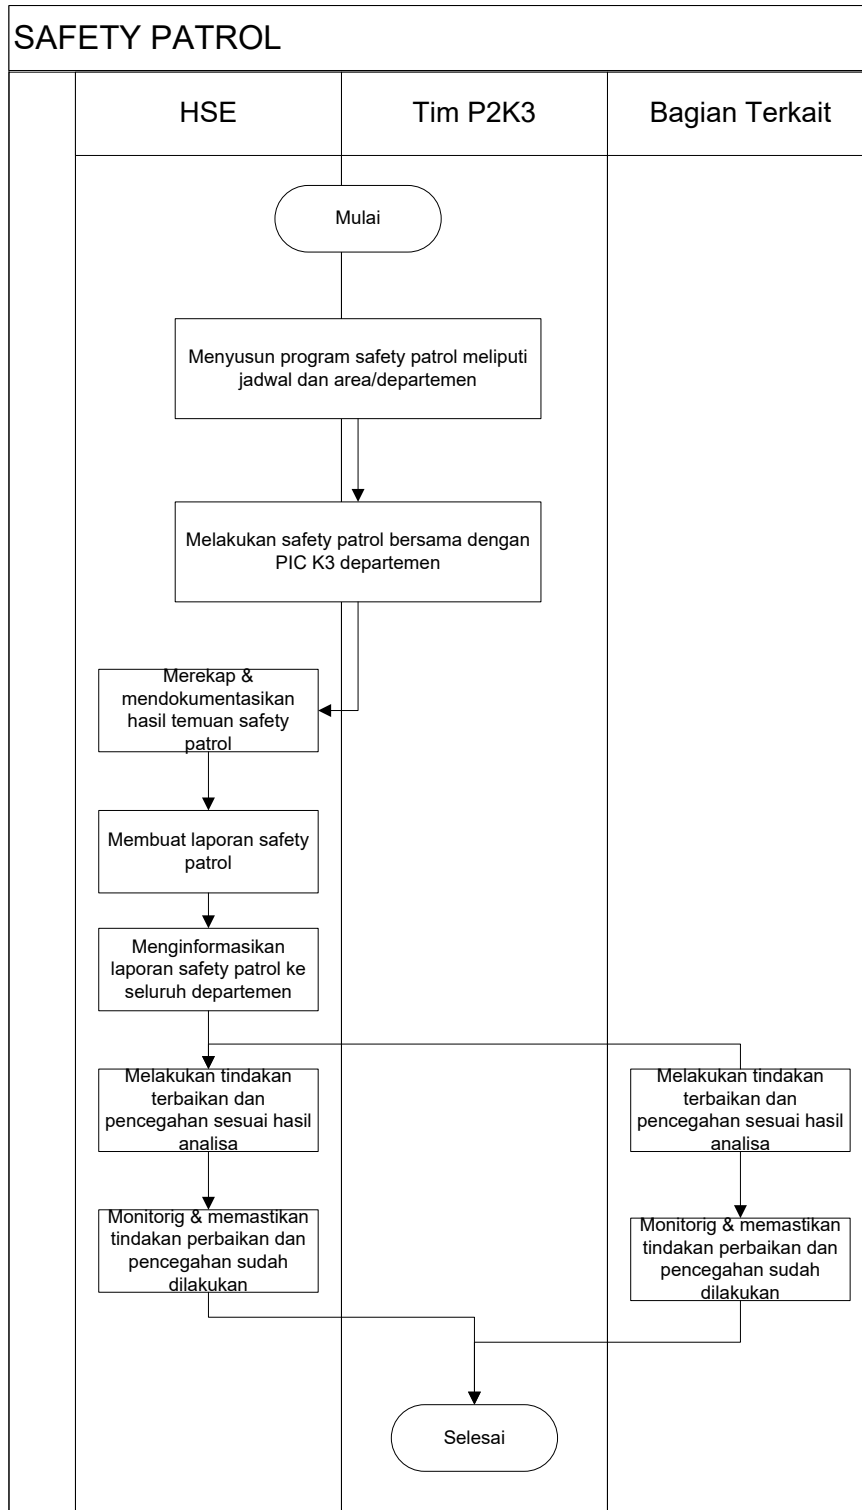 SAFETY PATROL
HSE
Tim P2K3
Bagian Terkait
Mulai
Menyusun program safety patrol meliputi
jadwal dan area/departemen
Melakukan safety patrol bersama dengan
PIC K3 departemen
Merekap &
mendokumentasikan
hasil temuan safety
patrol
Membuat laporan safety
patrol
Menginformasikan
laporan safety patrol ke
seluruh departemen
Melakukan tindakan
terbaikan dan
pencegahan sesuai hasil
analisa
Melakukan tindakan
terbaikan dan
pencegahan sesuai hasil
analisa
Monitorig & memastikan
tindakan perbaikan dan
pencegahan sudah
dilakukan
Monitorig & memastikan
tindakan perbaikan dan
pencegahan sudah
dilakukan
Selesai